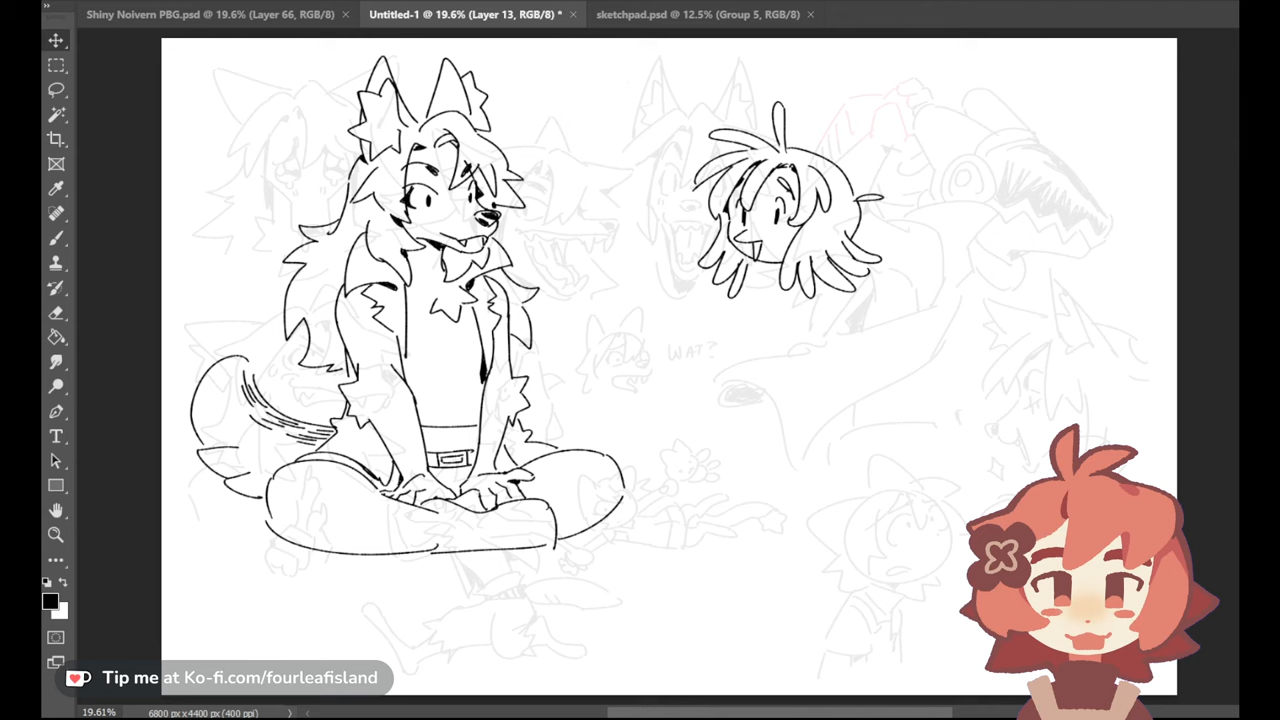 Shiny Noivern PBG.psd @ 19.6% (Layer 66, RGB/8) ×
Untitled-1 @ 19.6% (Layer 13, RGB/8) * ×
sketchpad.psd @ 12.5% (Group 5, RGB/8) ×
WAT?
T
Tip me at Ko-fi.com/fourleafisland
19.61%
6800 px x 4400 px (400 ppi)